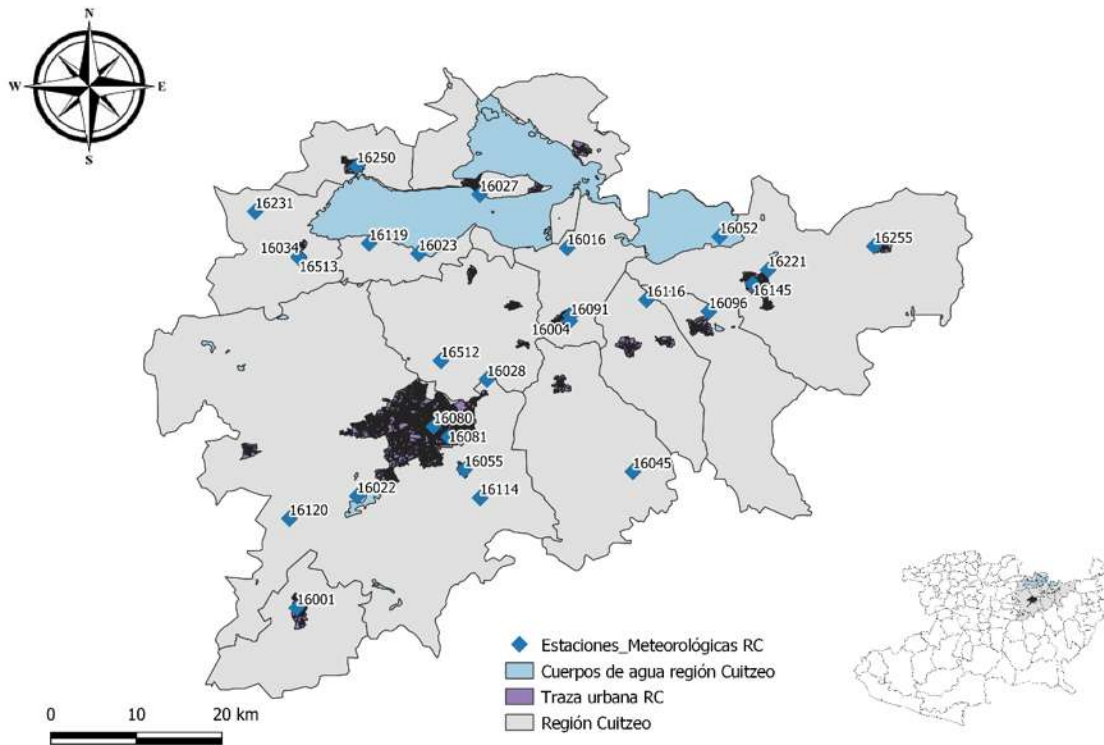 N
W
E
S
16250
16027
16231
16119
16023
16034
16513
16016
16052
16255
16221
16145
16116
16096
16091
16004
16512
16028
16080
16081
16055
16045
16022
16114
16120
16001
Estaciones_Meteorológicas RC
Cuerpos de agua región Cuitzeo
Traza urbana RC
Región Cuitzeo
0 10 20 km